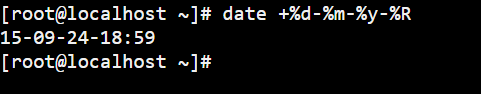 [root@localhost ~]# date +%d-%m-%y-%R
15-09-24-18:59
[root@localhost ~]#